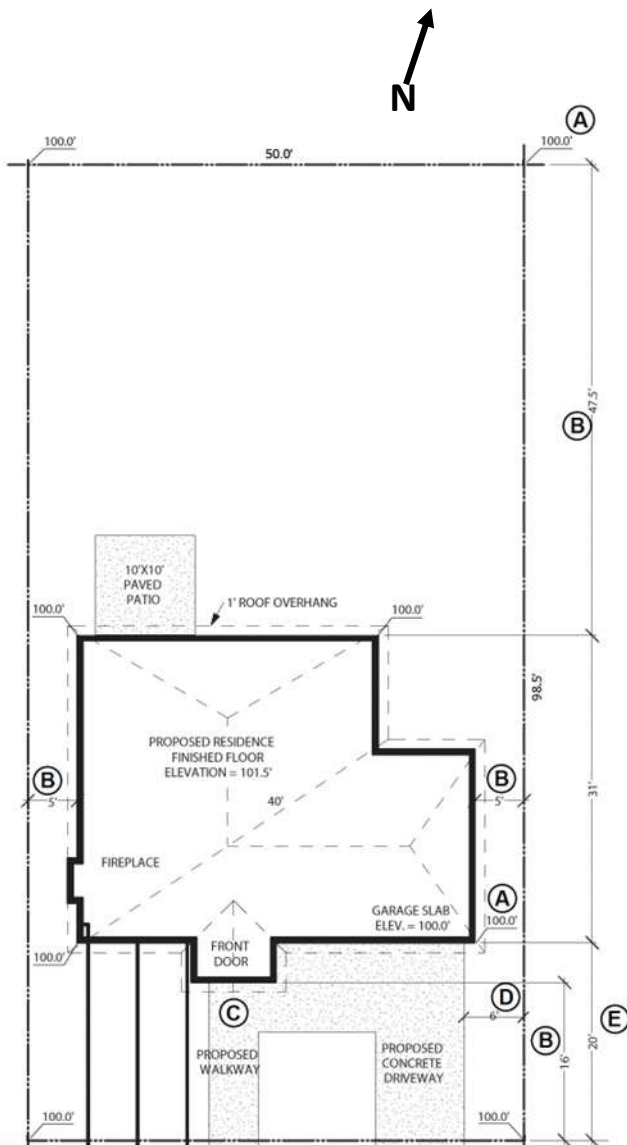 N
A
100.0'
50.0'
100.0'
47.5'
B
10'X10'
PAVED
PATIO
1' ROOF OVERHANG
100.0'
100.0'
98.5'
PROPOSED RESIDENCE
FINISHED FLOOR
ELEVATION = 101.5'
B
5'
40'
B
5'
31'
FIREPLACE
A
GARAGE SLAB
ELEV. = 100.0'
100.0'
FRONT
DOOR
100.0'
D
6'
C
B
E
16'
20'
PROPOSED
WALKWAY
PROPOSED
CONCRETE
DRIVEWAY
100.0'
100.0'